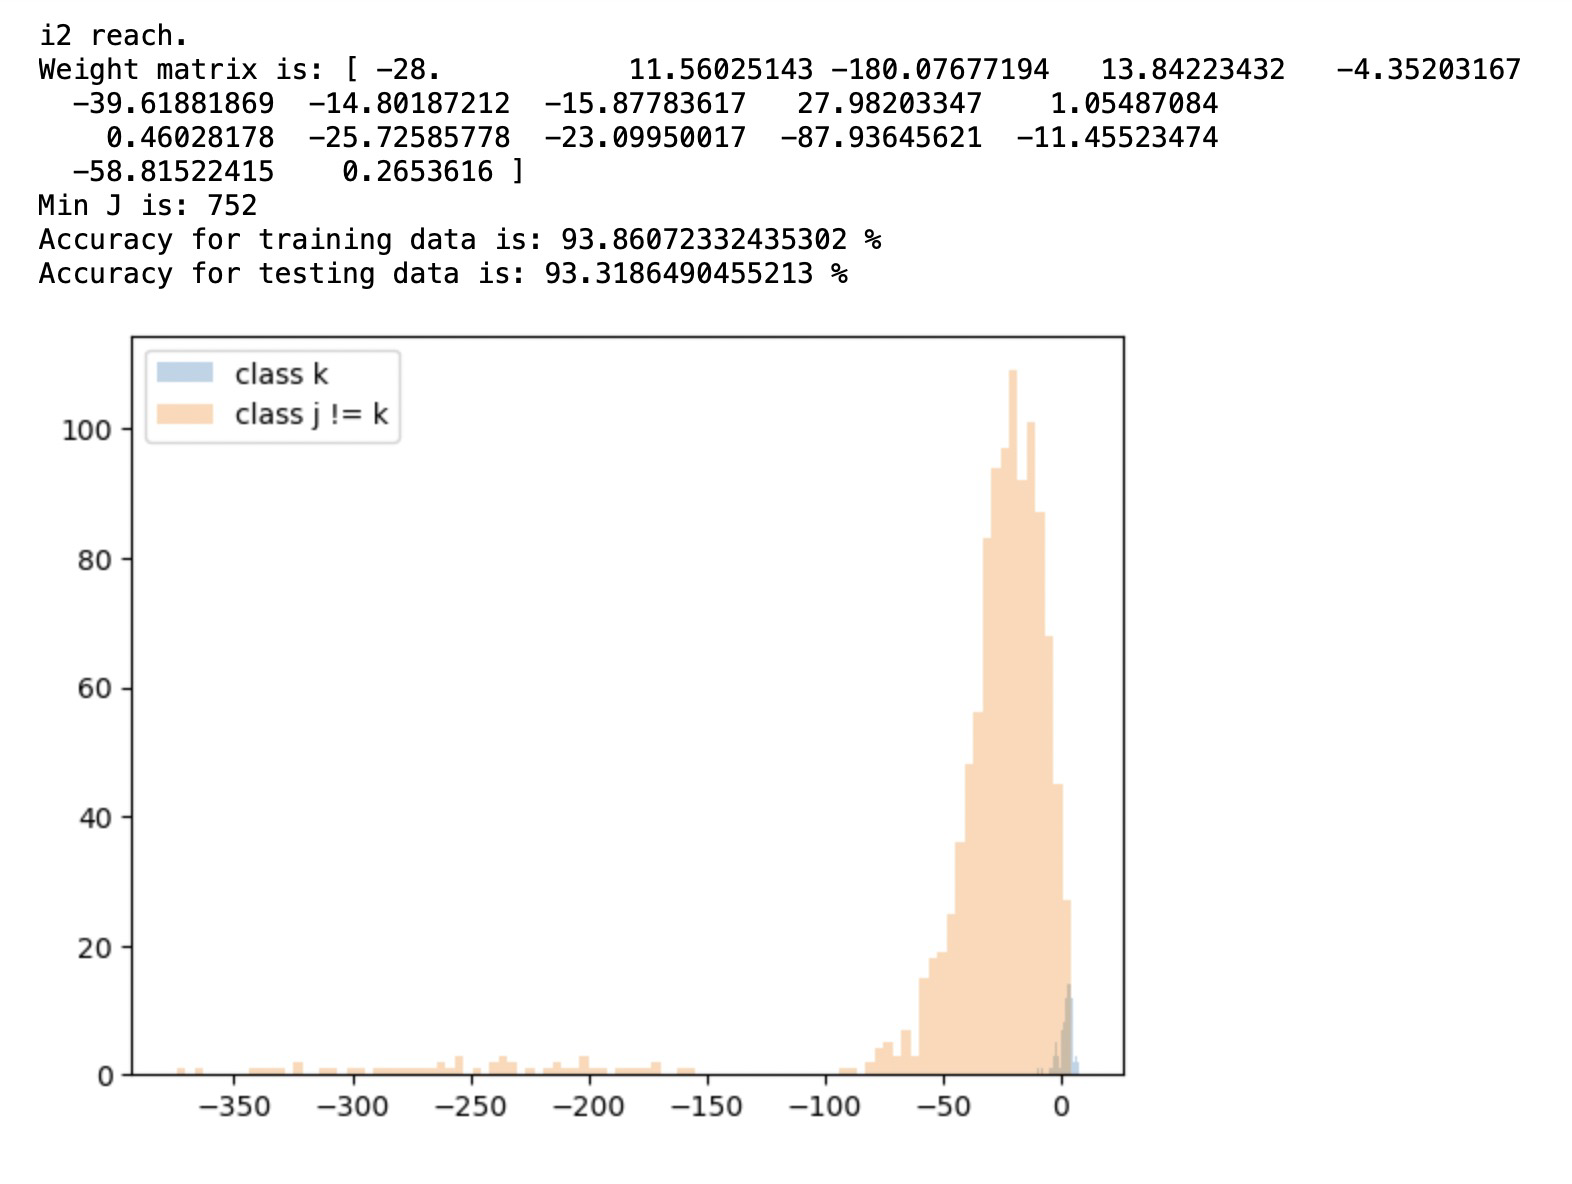 i2 reach.
Weight matrix is: [ -28. 11.56025143 -180.07677194 13.84223432 -4.35203167
-39.61881869 -14.80187212 -15.87783617 27.98203347 1.05487084
0.46028178 -25.72585778 -23.09950017 -87.93645621 -11.45523474
-58.81522415 0.2653616 ]
Min J is: 752
Accuracy for training data is: 93.86072332435302 %
Accuracy for testing data is: 93.3186490455213 %
class k
class j != k
100
80
60
40
20
0
−350 −300 −250 −200 −150 −100 −50 0